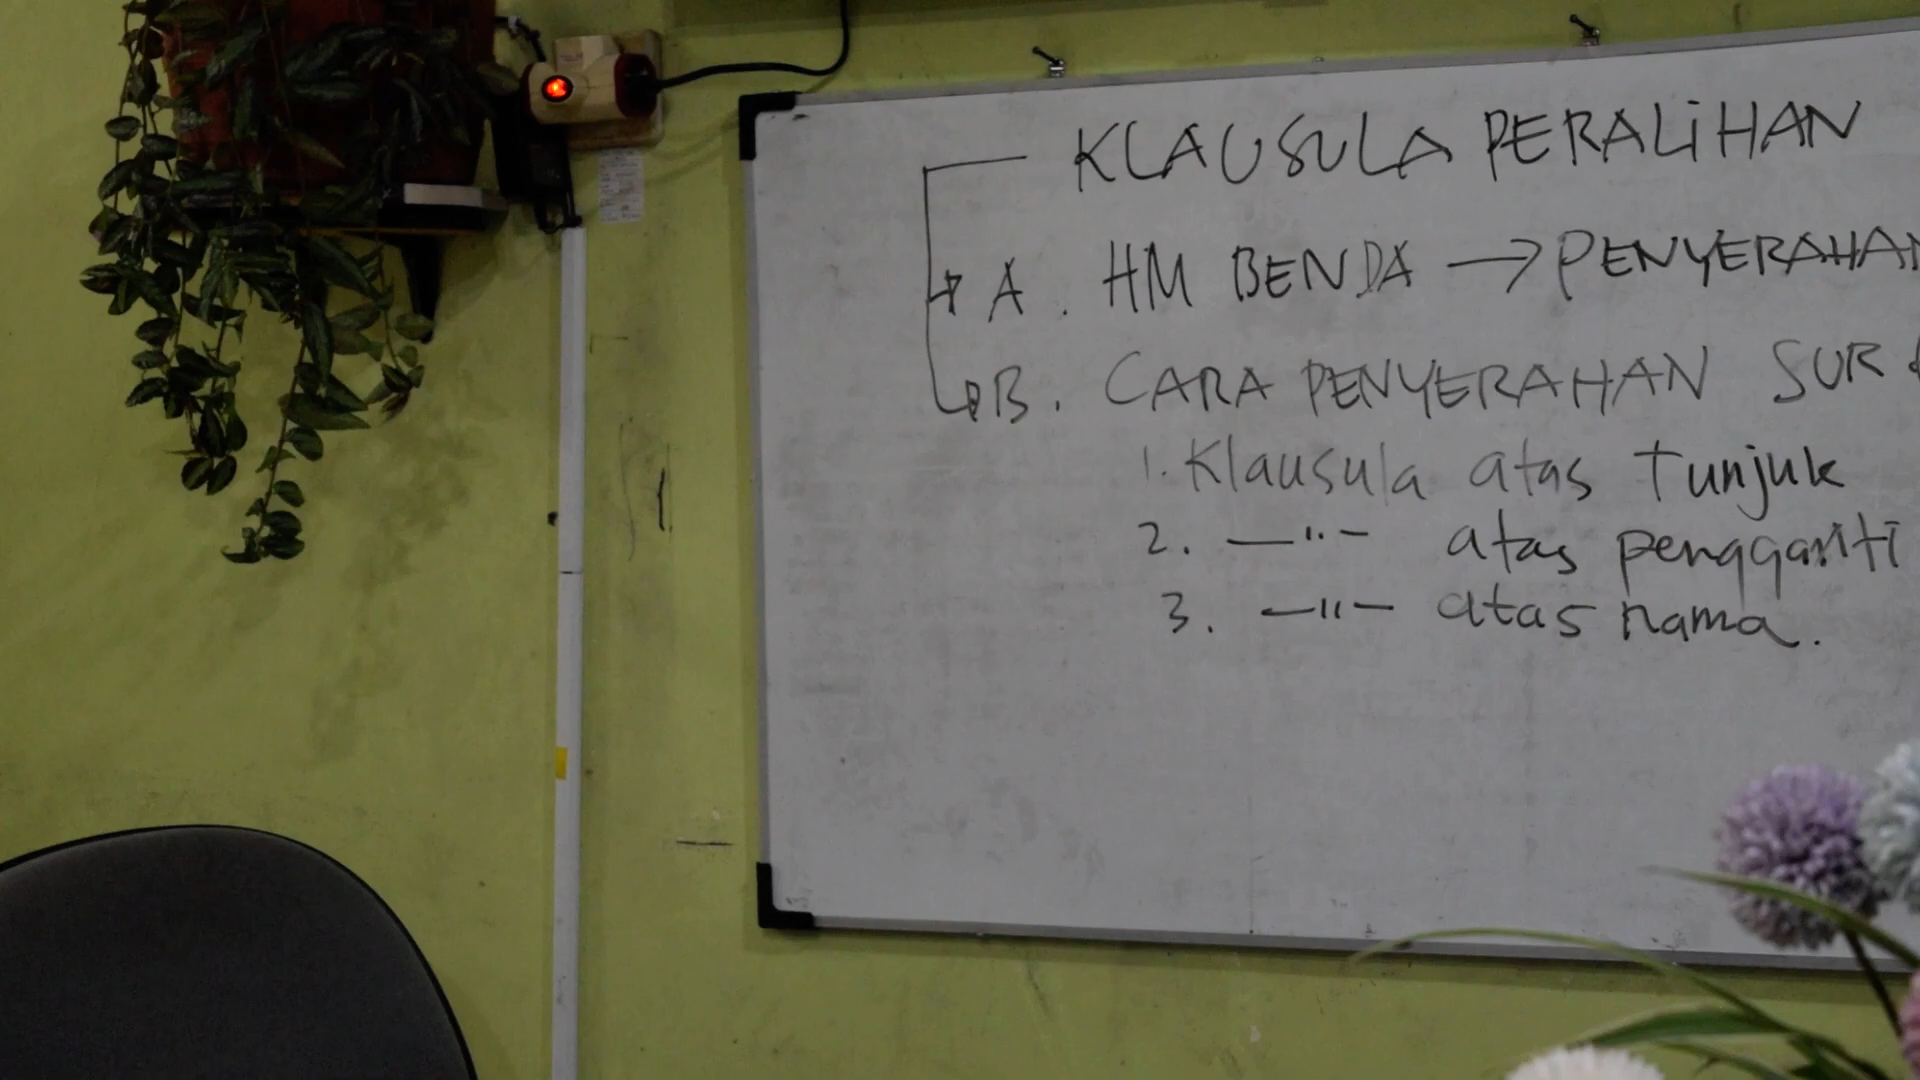 KLAUSULA PERALiHAN
A. HM BENDA → PENYERAHAN
B. CARA PENYERAHAN SUR
1. Klausula atas tunjuk
2. —"— atas pengganti
3. —"— atas nama.